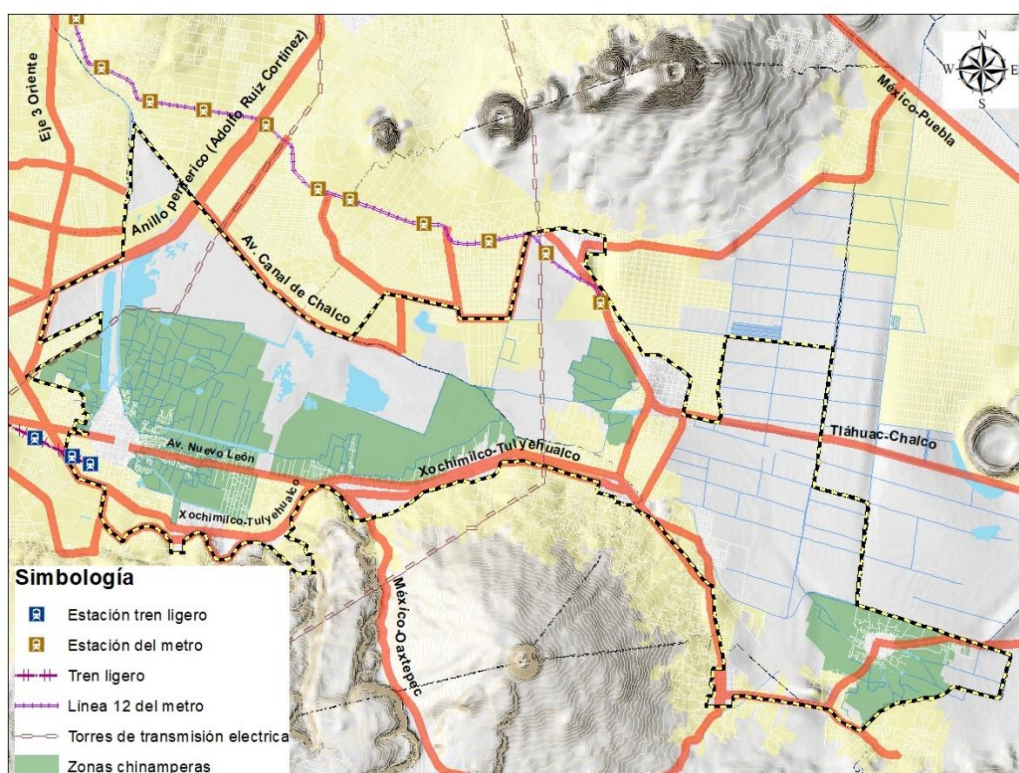 N
W E
S
Eje 3 Oriente
Anillo periferico (Adolfo Ruiz Cortinez)
México-Puebla
Av. Canal de Chalco
Tláhuac-Chalco
Av. Nuevo León
Xochimilco-Tulyehualco
Xochimilco-Tulyehualco
México-Oaxtepec
Simbología
Estación tren ligero
Estación del metro
Tren ligero
Línea 12 del metro
Torres de transmisión electrica
Zonas chinamperas